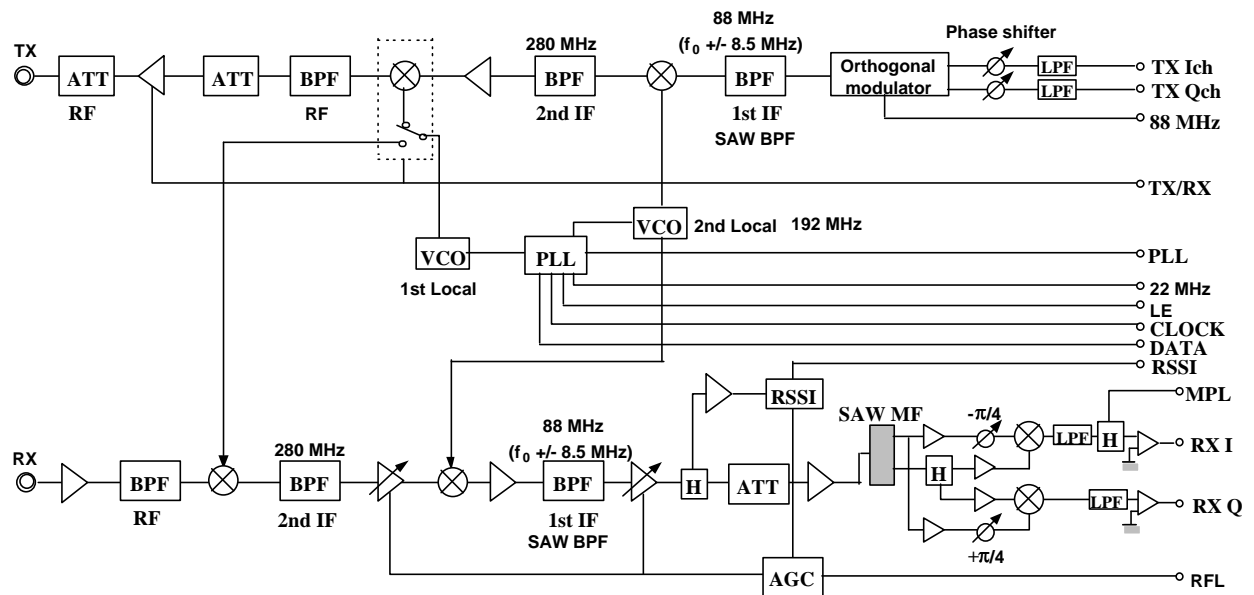 TX
ATT
RF
ATT
BPF
RF
280 MHz
BPF
2nd IF
88 MHz
(f0 +/- 8.5 MHz)
BPF
1st IF
SAW BPF
Orthogonal
modulator
Phase shifter
LPF
TX Ich
LPF
TX Qch
88 MHz
TX/RX
VCO
1st Local
PLL
VCO
2nd Local 192 MHz
PLL
22 MHz
LE
CLOCK
DATA
RSSI
RX
BPF
RF
280 MHz
BPF
2nd IF
88 MHz
(f0 +/- 8.5 MHz)
BPF
1st IF
SAW BPF
H
RSSI
ATT
AGC
SAW MF
-π/4
H
+π/4
LPF
H
MPL
RX I
LPF
RX Q
RFL